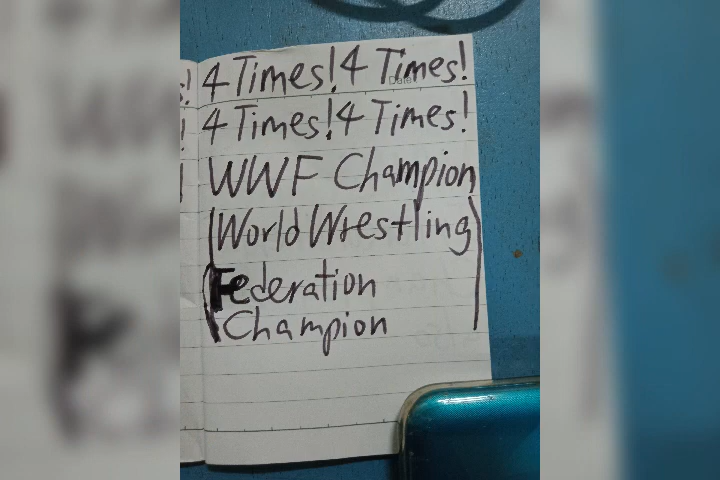 4 Times! 4 Times!
4 Times! 4 Times!
WWF Champion
(World Wrestling
Federation
Champion)